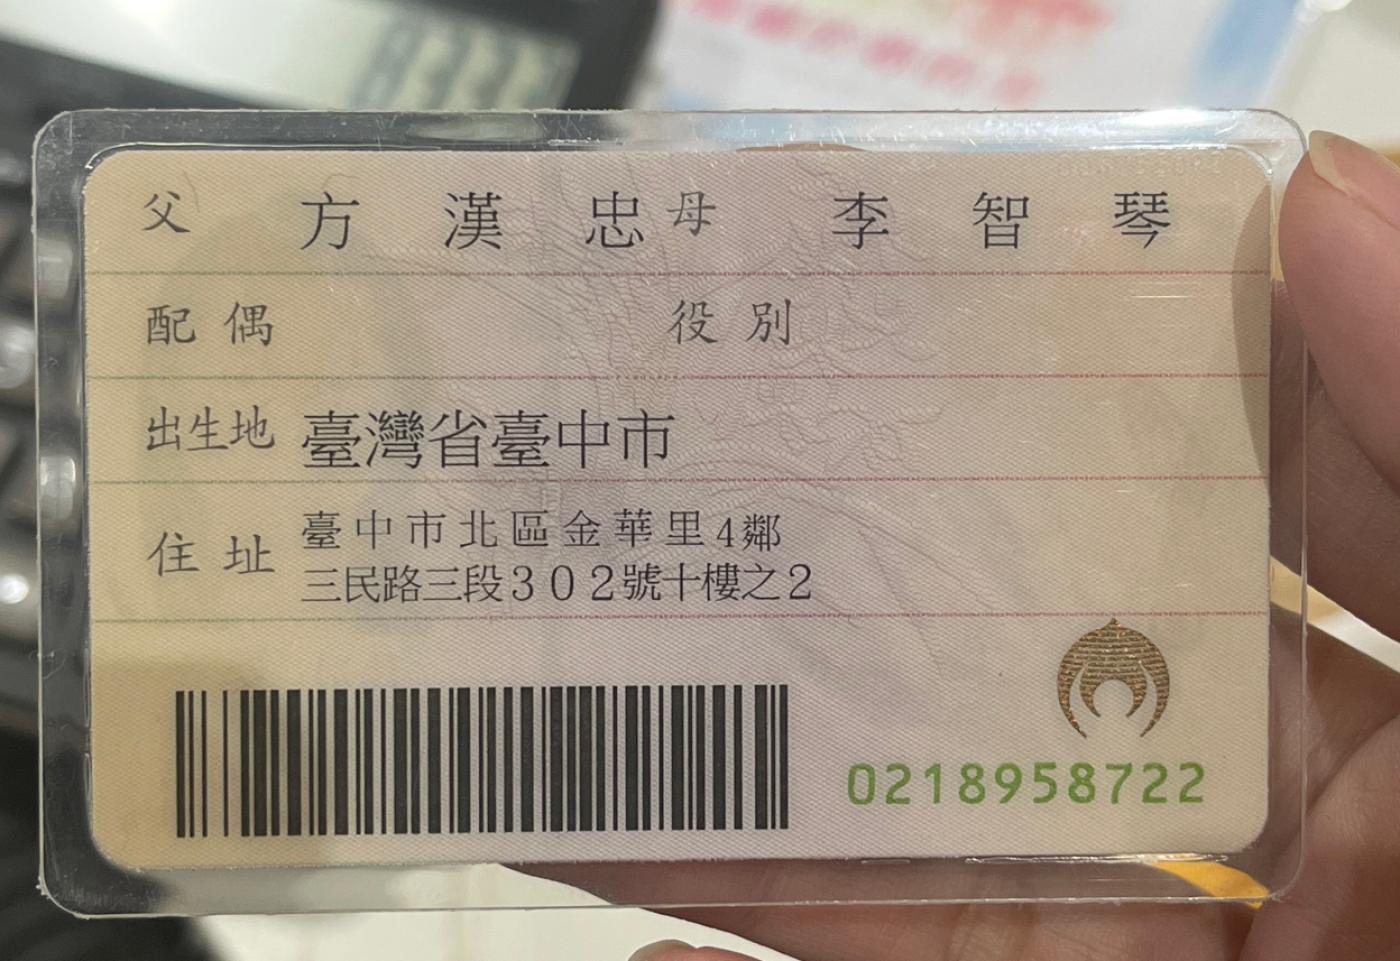 父 方漢忠 母 李智琴
配偶 役別
出生地 臺灣省臺中市
住址 臺中市北區金華里4鄰
三民路三段302號十樓之2
0218958722